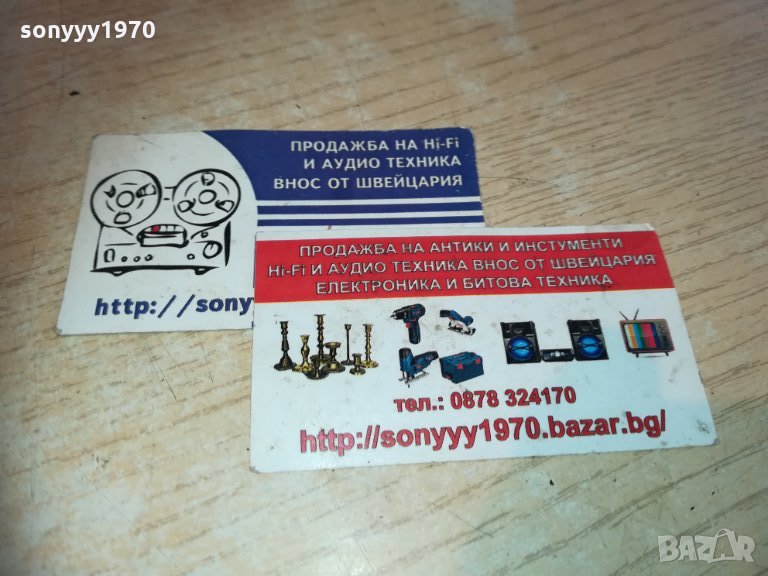 sonyyy1970
ПРОДАЖБА НА Hi-Fi
И АУДИО ТЕХНИКА
ВНОС ОТ ШВЕЙЦАРИЯ
http://sony
ПРОДАЖБА НА АНТИКИ И ИНСТУМЕНТИ
Hi-Fi И АУДИО ТЕХНИКА ВНОС ОТ ШВЕЙЦАРИЯ
ЕЛЕКТРОНИКА И БИТОВА ТЕХНИКА
тел.: 0878 324170
http://sonyyy1970.bazar.bg/
BAZAR